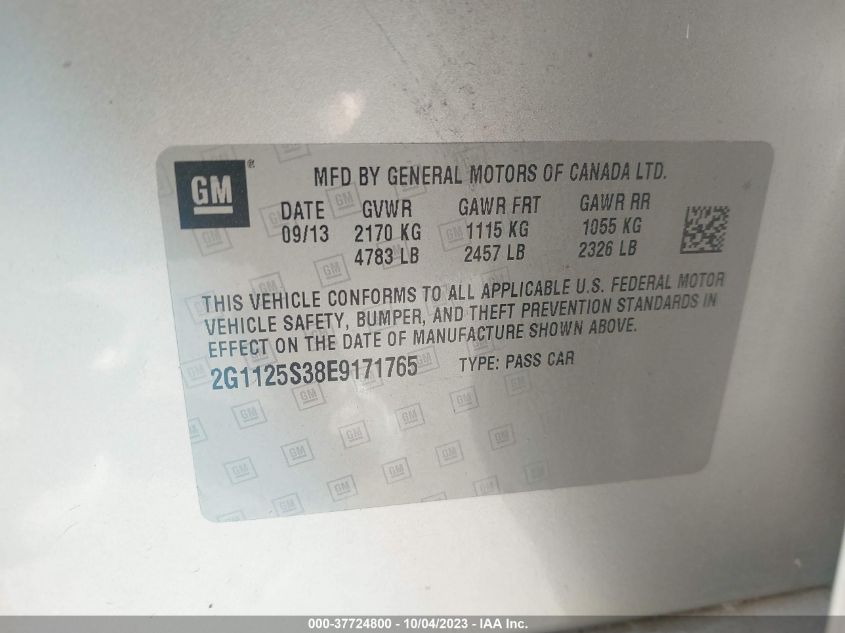 GM®
MFD BY GENERAL MOTORS OF CANADA LTD.
DATE GVWR GAWR FRT GAWR RR
09/13 2170 KG 1115 KG 1055 KG
4783 LB 2457 LB 2326 LB
THIS VEHICLE CONFORMS TO ALL APPLICABLE U.S. FEDERAL MOTOR
VEHICLE SAFETY, BUMPER, AND THEFT PREVENTION STANDARDS IN
EFFECT ON THE DATE OF MANUFACTURE SHOWN ABOVE.
2G1125S38E9171765 TYPE: PASS CAR
000-37724800 - 10/04/2023 - IAA Inc.